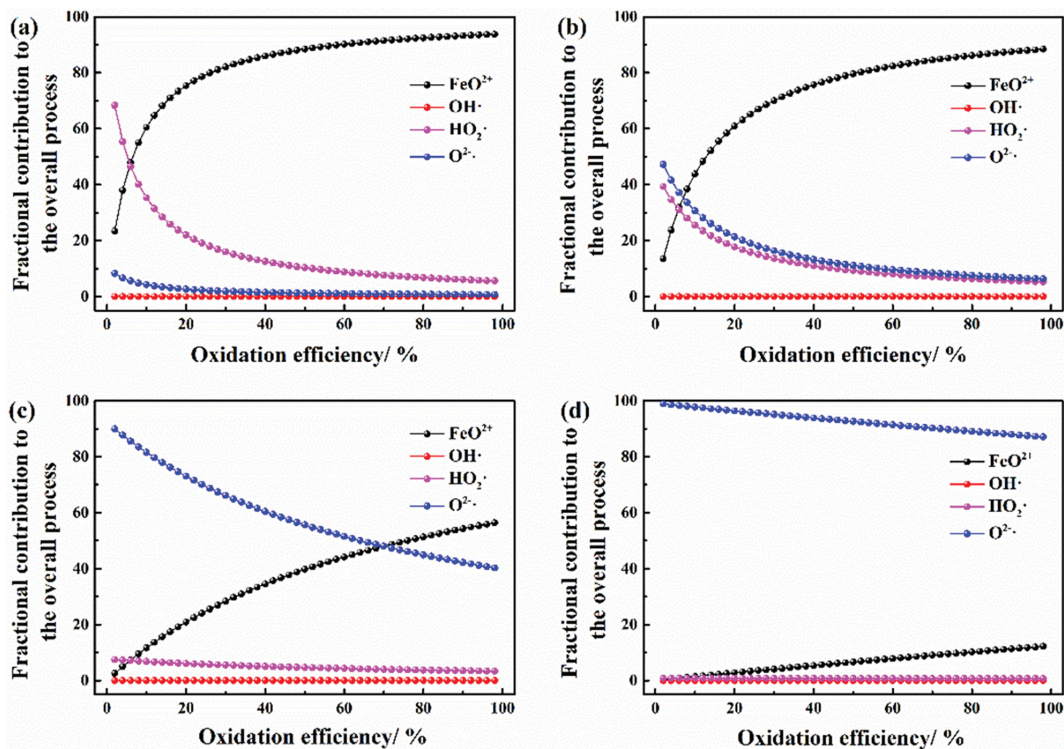 (a)
Fractional contribution to
the overall process
100
80
60
40
20
0
FeO²⁺
OH·
HO₂·
O²⁻·
0 20 40 60 80 100
Oxidation efficiency/ %
(b)
Fractional contribution to
the overall process
100
80
60
40
20
0
FeO²⁺
OH·
HO₂·
O²⁻·
0 20 40 60 80 100
Oxidation efficiency/ %
(c)
Fractional contribution to
the overall process
100
80
60
40
20
0
FeO²⁺
OH·
HO₂·
O²⁻·
0 20 40 60 80 100
Oxidation efficiency/ %
(d)
Fractional contribution to
the overall process
100
80
60
40
20
0
FeO²⁺
OH·
HO₂·
O²⁻·
0 20 40 60 80 100
Oxidation efficiency/ %